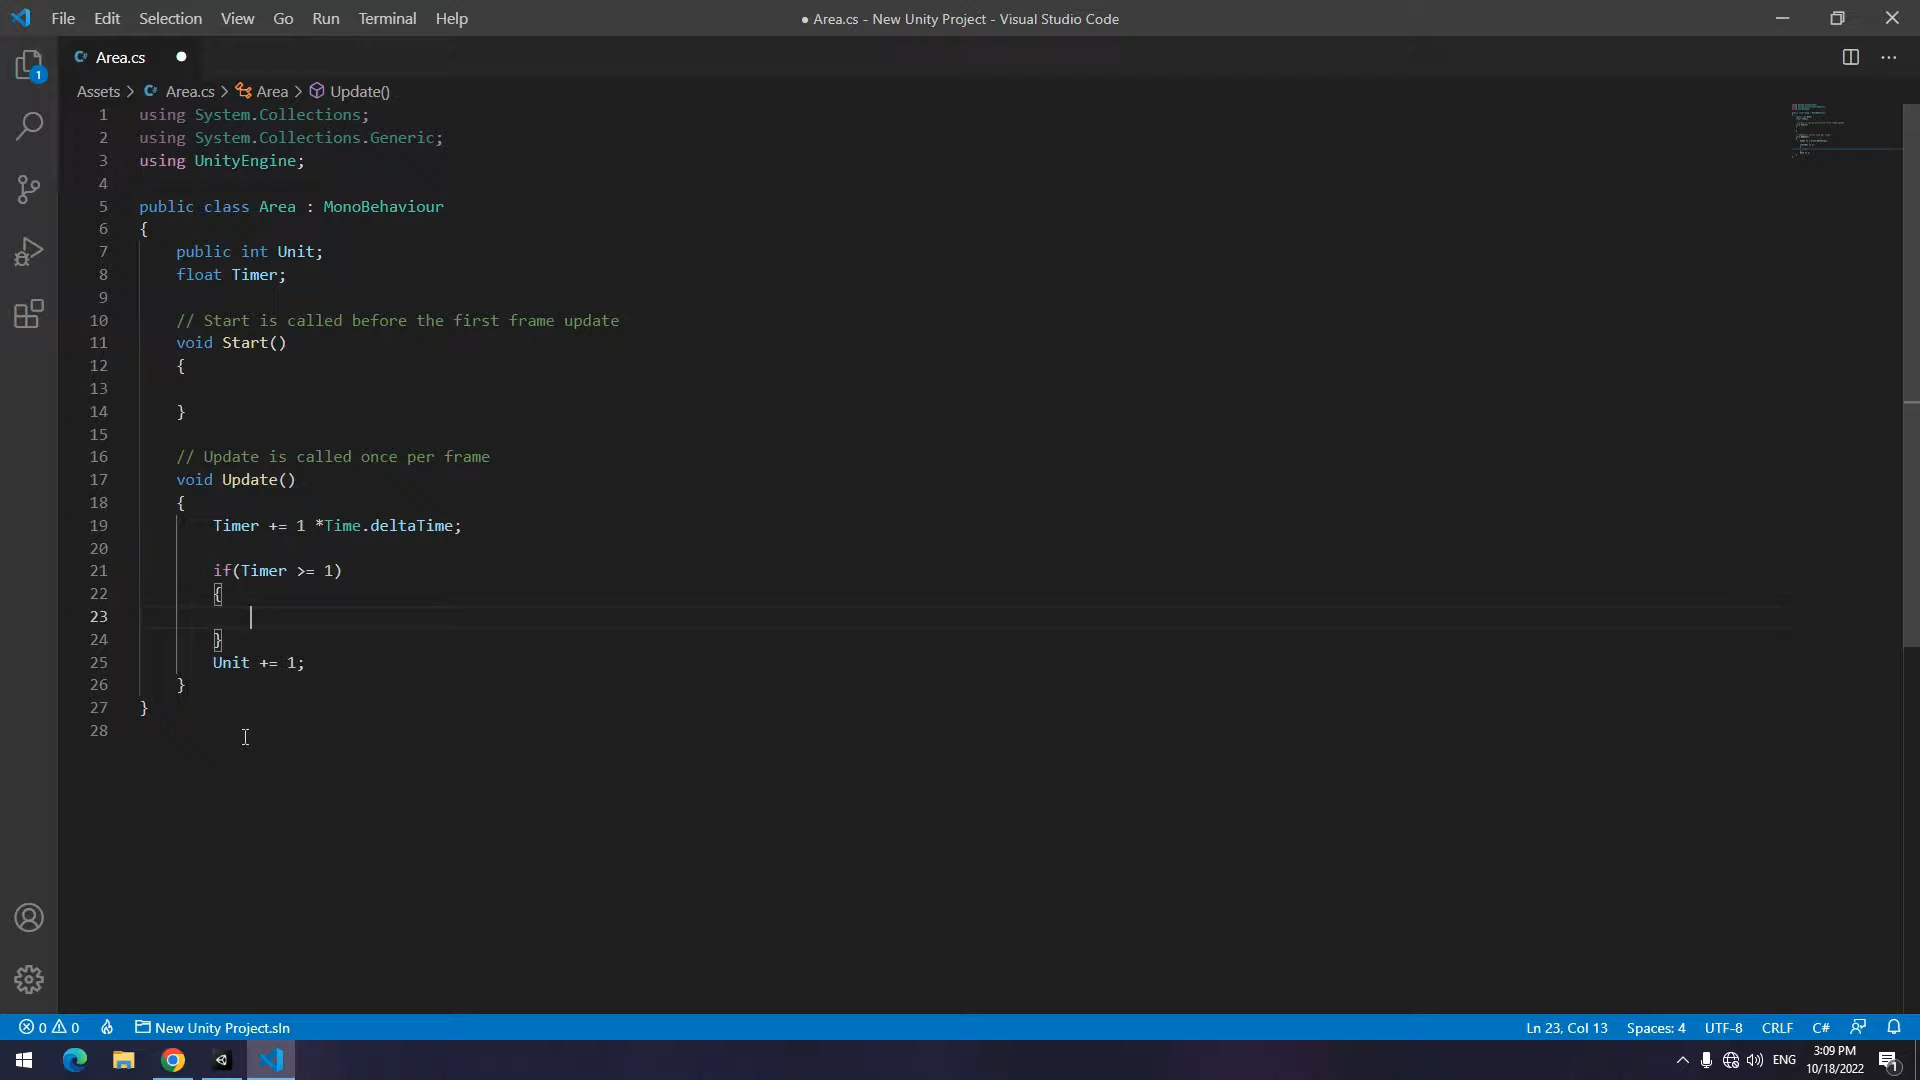 File Edit Selection View Go Run Terminal Help
● Area.cs - New Unity Project - Visual Studio Code
C# Area.cs ●
1
Assets > C# Area.cs > Area > Update()
1 using System.Collections;
2 using System.Collections.Generic;
3 using UnityEngine;
4
5 public class Area : MonoBehaviour
6 {
7 public int Unit;
8 float Timer;
9
10 // Start is called before the first frame update
11 void Start()
12 {
13
14 }
15
16 // Update is called once per frame
17 void Update()
18 {
19 Timer += 1 *Time.deltaTime;
20
21 if(Timer >= 1)
22 {
23
24 }
25 Unit += 1;
26 }
27 }
28
0 0 New Unity Project.sln Ln 23, Col 13 Spaces: 4 UTF-8 CRLF C#
ENG 3:09 PM
10/18/2022
1